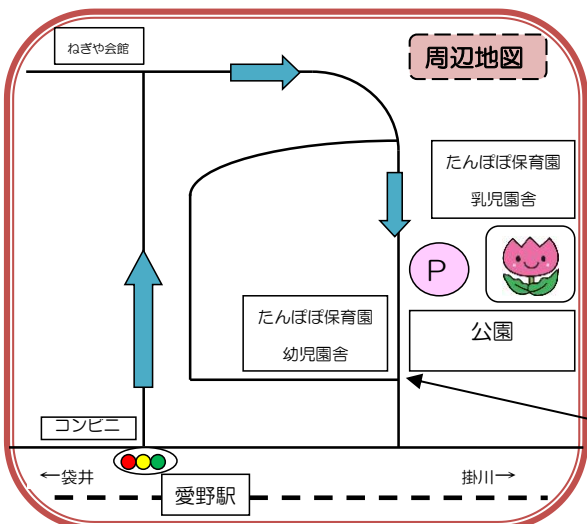 ねぎや会館
周辺地図
たんぽぽ保育園
乳児園舎
P
たんぽぽ保育園
幼児園舎
公園
コンビニ
←袋井
掛川→
愛野駅